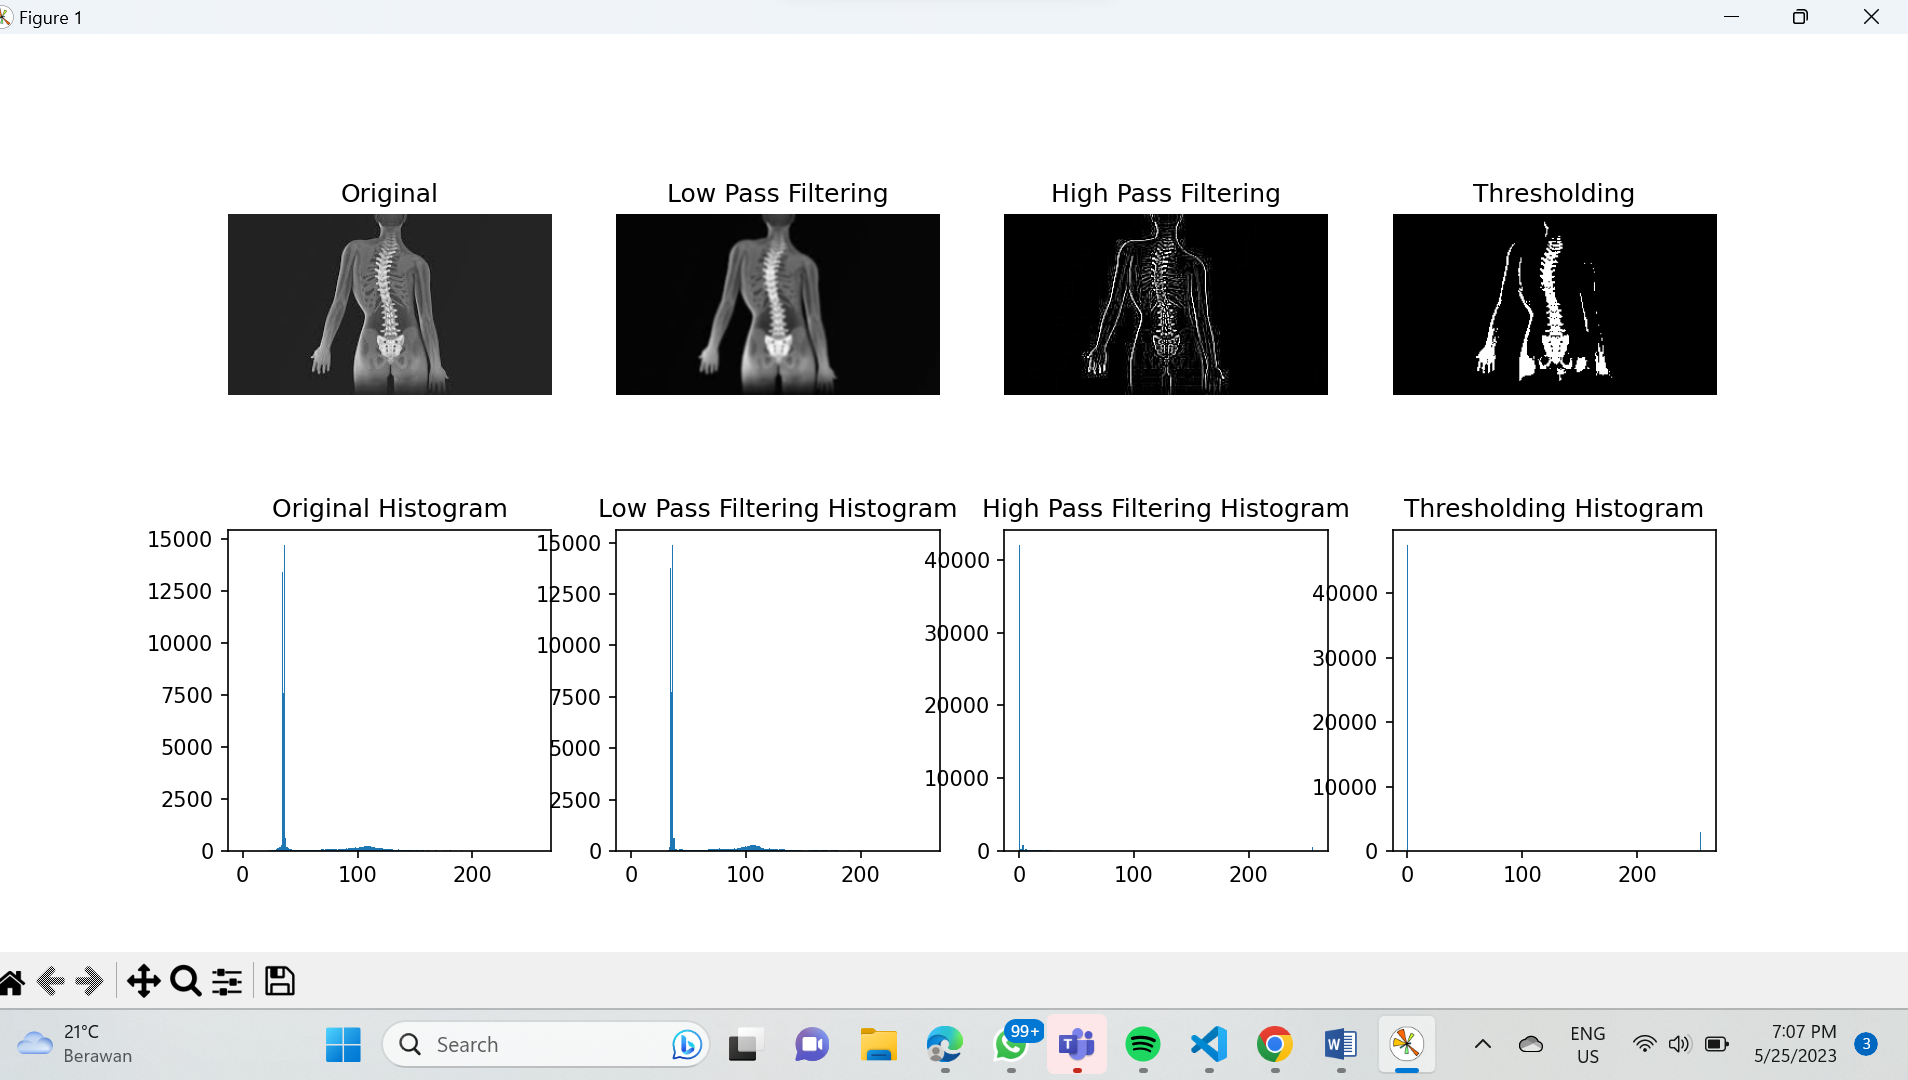 Figure 1
Original
Low Pass Filtering
High Pass Filtering
Thresholding
Original Histogram
Low Pass Filtering Histogram
High Pass Filtering Histogram
Thresholding Histogram
15000
12500
10000
7500
5000
2500
0
0 100 200
15000
12500
10000
7500
5000
2500
0
0 100 200
40000
30000
20000
10000
0
0 100 200
40000
30000
20000
10000
0
0 100 200
21°C
Berawan
Search
99+
ENG
US
7:07 PM
5/25/2023
3